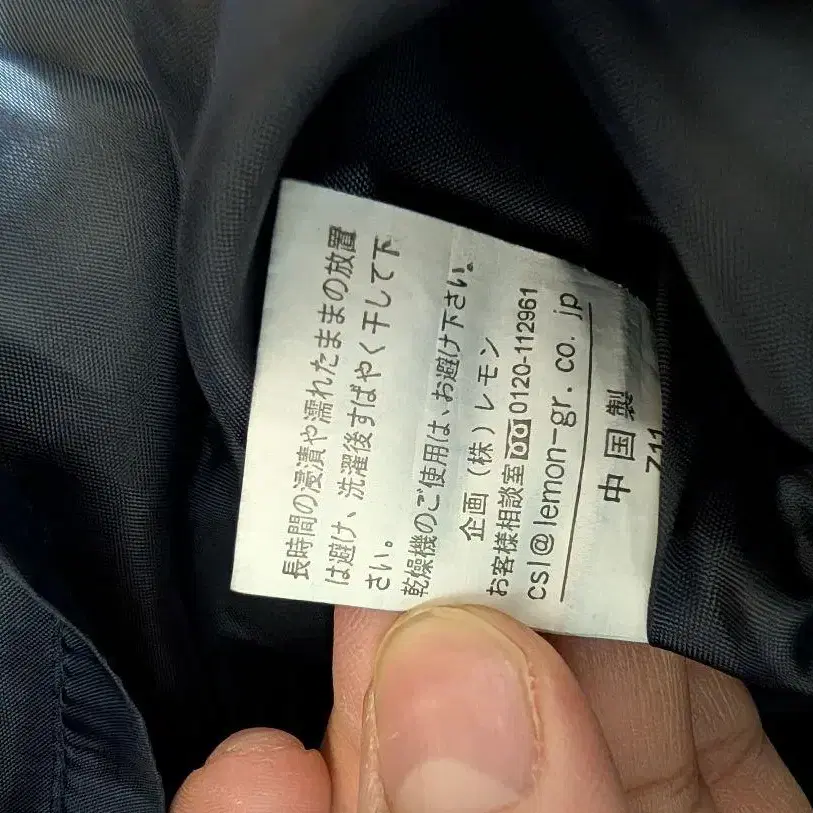 長時間の浸漬や濡れたままの放置
は避け、洗濯後すばやく干して下
さい。
乾燥機のご使用は、お避け下さい。
企画（株）レモン
お客様相談室 0120-112961
csl@lemon-gr.co.jp
中国製
Z11